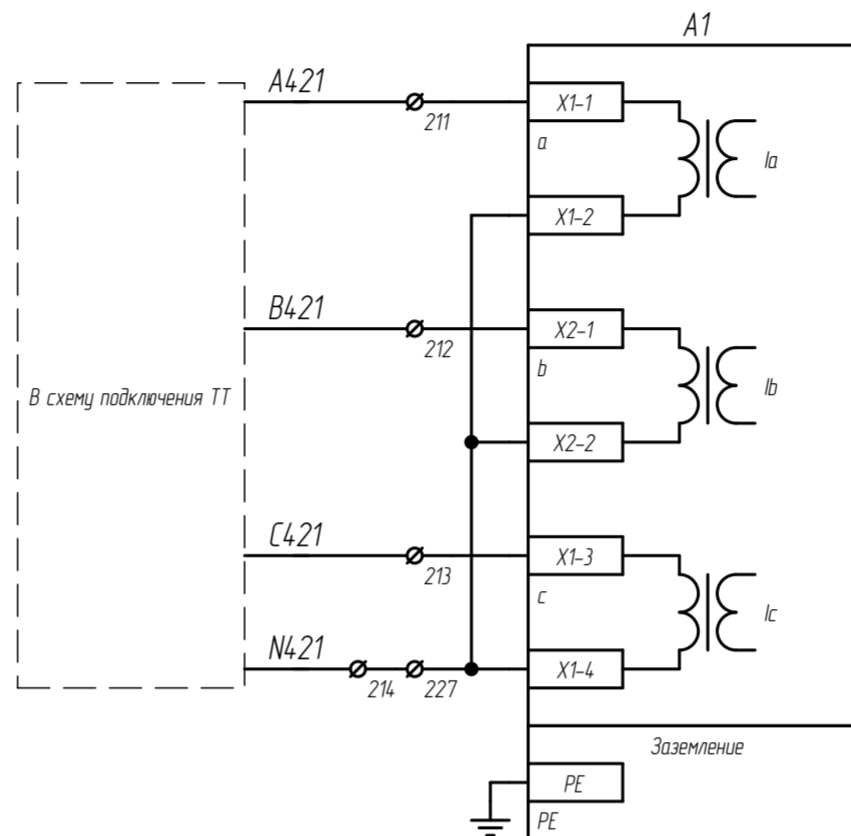 A1
A421
211
X1-1
a
Ia
X1-2
B421
212
X2-1
b
Ib
В схему подключения ТТ
X2-2
C421
213
X1-3
c
Ic
N421
214
227
X1-4
Заземление
PE
PE